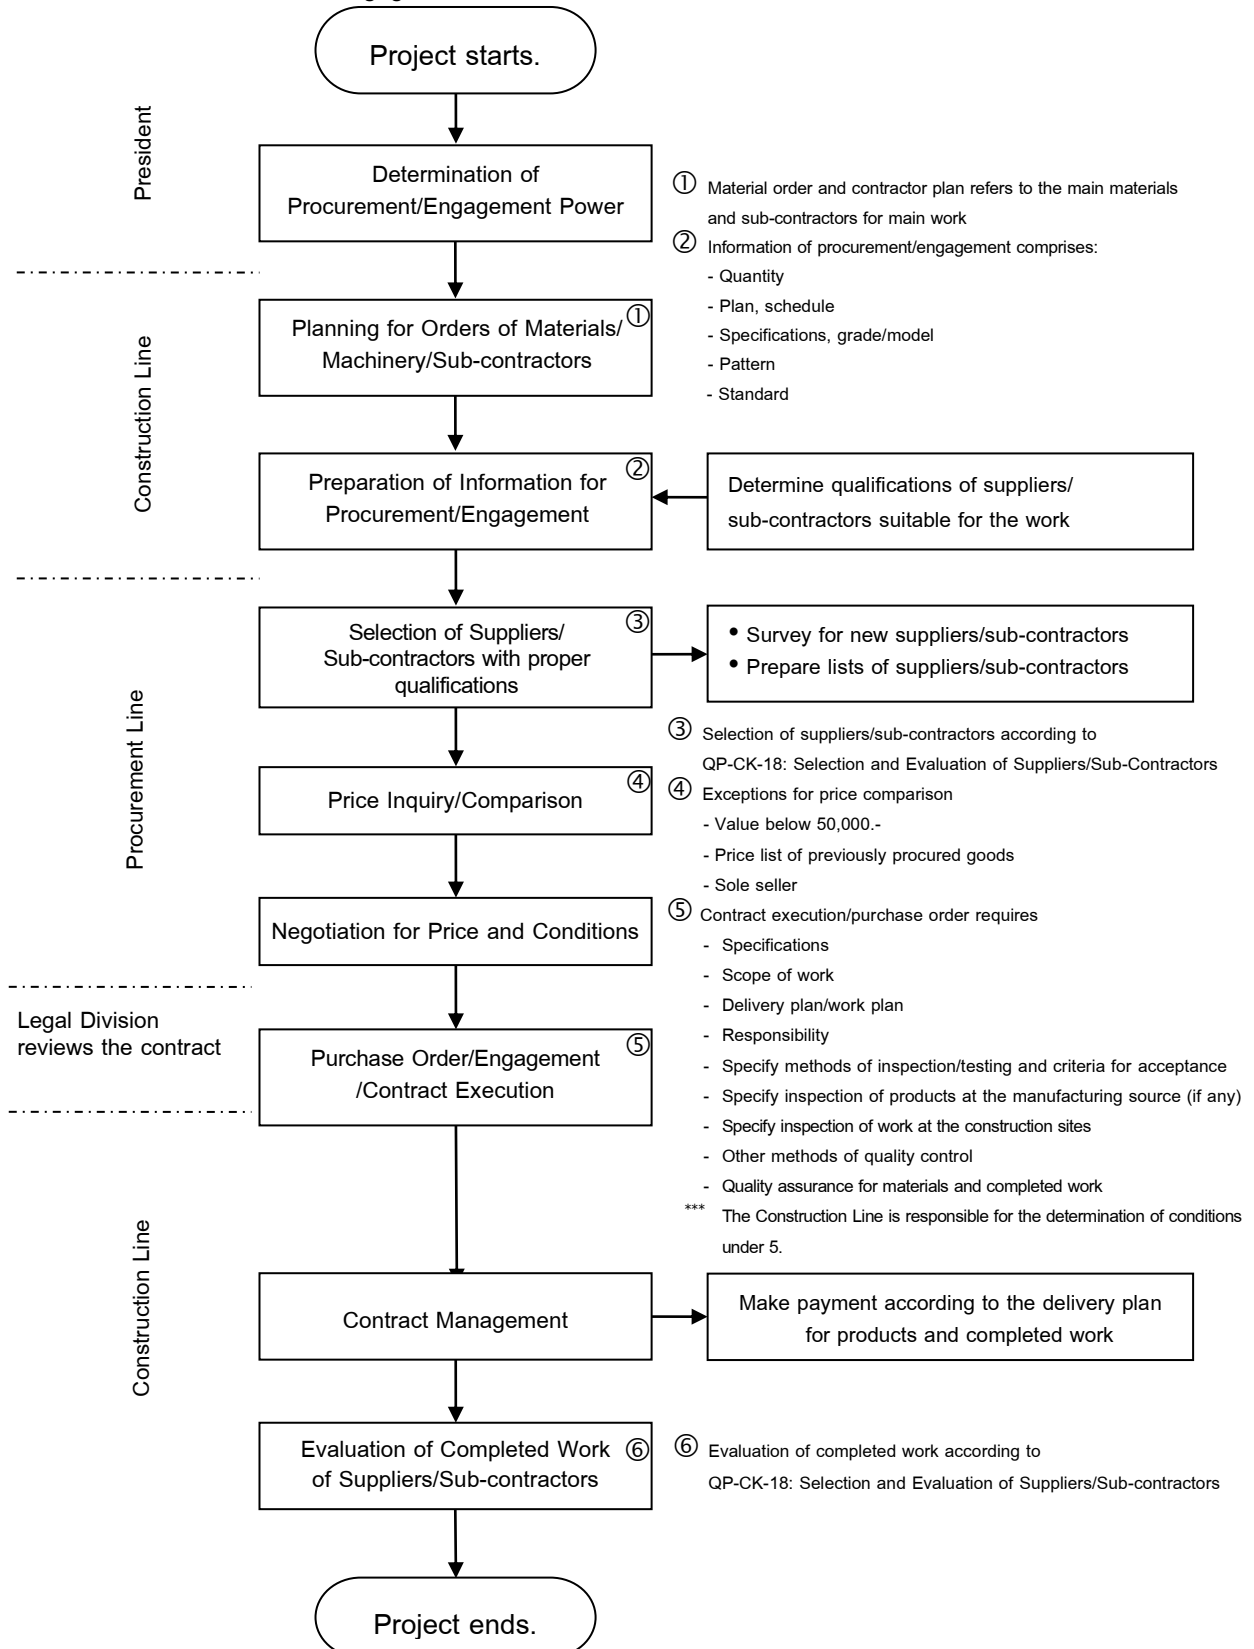 Project starts.
President
Determination of
Procurement/Engagement Power
① Material order and contractor plan refers to the main materials
and sub-contractors for main work
② Information of procurement/engagement comprises:
- Quantity
- Plan, schedule
- Specifications, grade/model
- Pattern
- Standard
Construction Line
Planning for Orders of Materials/
Machinery/Sub-contractors
①
Preparation of Information for
Procurement/Engagement
②
Determine qualifications of suppliers/
sub-contractors suitable for the work
Procurement Line
Selection of Suppliers/
Sub-contractors with proper
qualifications
③
• Survey for new suppliers/sub-contractors
• Prepare lists of suppliers/sub-contractors
③ Selection of suppliers/sub-contractors according to
QP-CK-18: Selection and Evaluation of Suppliers/Sub-Contractors
Price Inquiry/Comparison
④
④ Exceptions for price comparison
- Value below 50,000.-
- Price list of previously procured goods
- Sole seller
Negotiation for Price and Conditions
⑤ Contract execution/purchase order requires
- Specifications
- Scope of work
- Delivery plan/work plan
- Responsibility
- Specify methods of inspection/testing and criteria for acceptance
- Specify inspection of products at the manufacturing source (if any)
- Specify inspection of work at the construction sites
- Other methods of quality control
- Quality assurance for materials and completed work
*** The Construction Line is responsible for the determination of conditions
under 5.
Legal Division
reviews the contract
Purchase Order/Engagement
/Contract Execution
⑤
Construction Line
Contract Management
Make payment according to the delivery plan
for products and completed work
Evaluation of Completed Work
of Suppliers/Sub-contractors
⑥
⑥ Evaluation of completed work according to
QP-CK-18: Selection and Evaluation of Suppliers/Sub-contractors
Project ends.